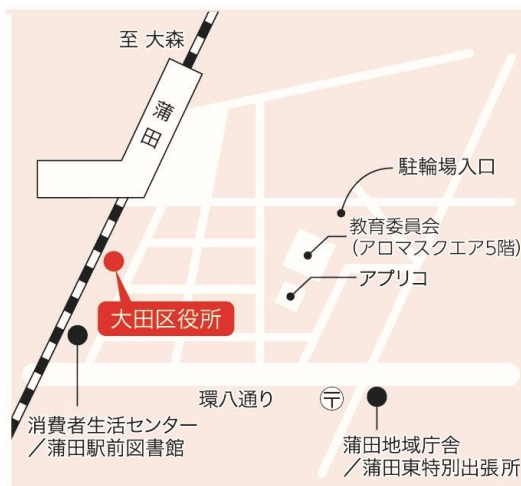 至 大森
蒲田
駐輪場入口
教育委員会
(アロマスクエア5階)
アプリコ
大田区役所
環八通り
〒
消費者生活センター
／蒲田駅前図書館
蒲田地域庁舎
／蒲田東特別出張所